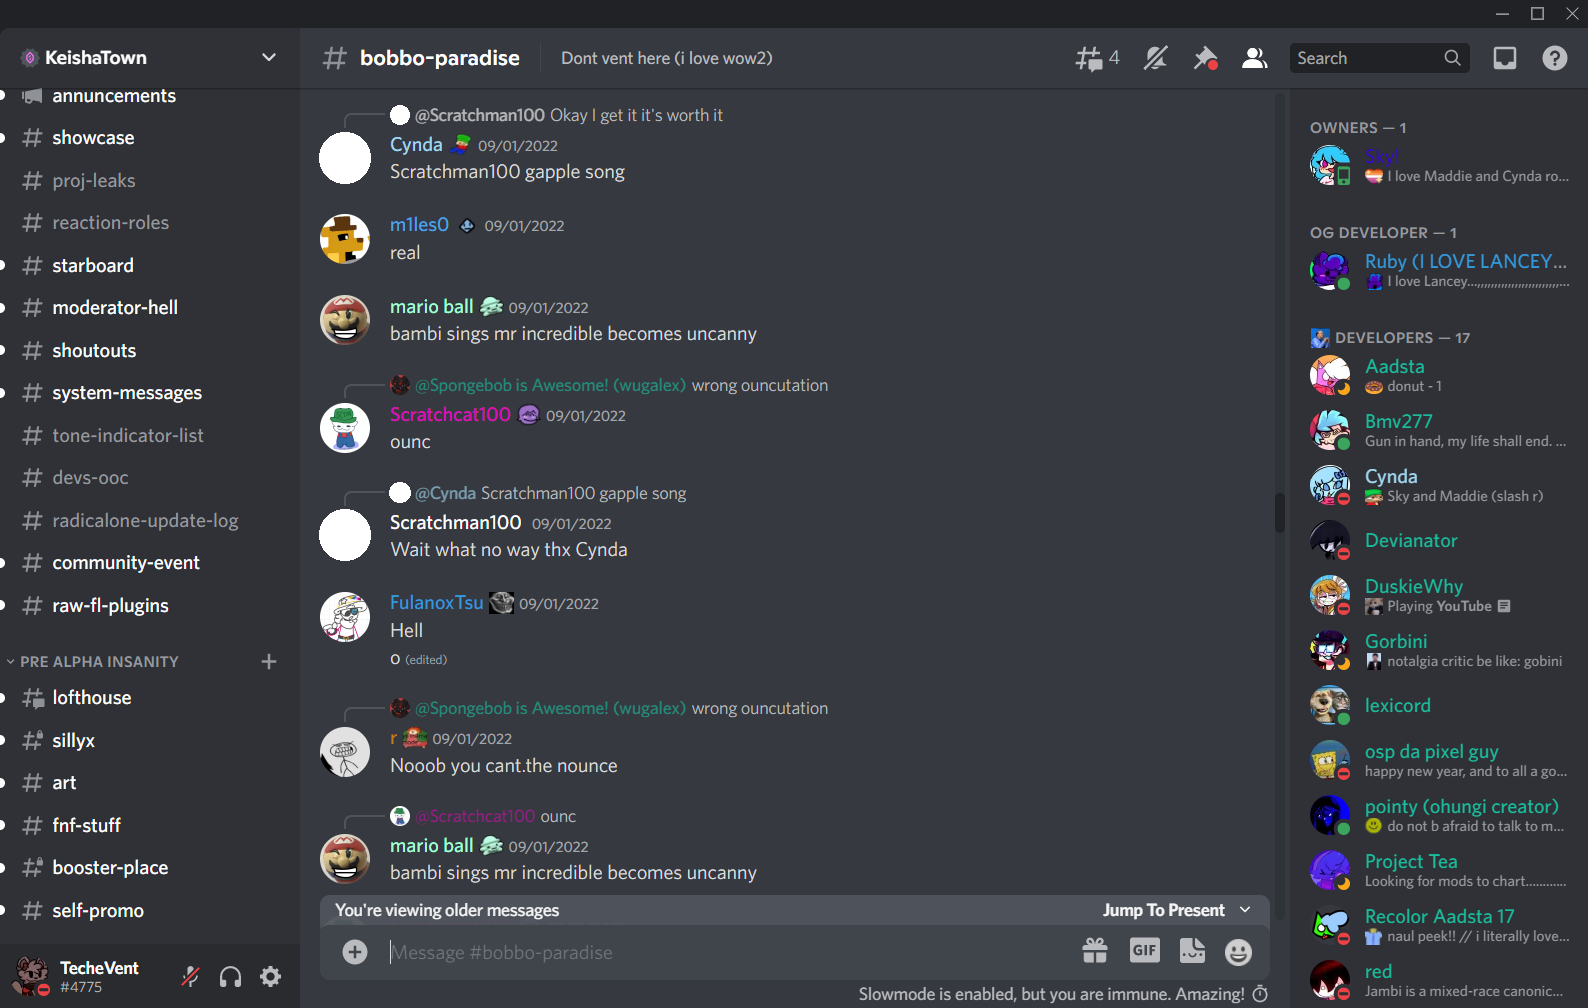 KeishaTown
annuncements
showcase
proj-leaks
reaction-roles
starboard
moderator-hell
shoutouts
system-messages
tone-indicator-list
devs-ooc
radicalone-update-log
community-event
raw-fl-plugins
PRE ALPHA INSANITY
lofthouse
sillyx
art
fnf-stuff
booster-place
self-promo
TecheVent
#4775
bobbo-paradise
Dont vent here (i love wow2)
4
Search
@Scratchman100 Okay I get it it's worth it
Cynda 09/01/2022
Scratchman100 gapple song
m1les0 09/01/2022
real
mario ball 09/01/2022
bambi sings mr incredible becomes uncanny
@Spongebob is Awesome! (wugalex) wrong ouncutation
Scratchcat100 09/01/2022
ounc
@Cynda Scratchman100 gapple song
Scratchman100 09/01/2022
Wait what no way thx Cynda
FulanoxTsu 09/01/2022
Hell
O (edited)
@Spongebob is Awesome! (wugalex) wrong ouncutation
r 09/01/2022
Nooob you cant.the nounce
@Scratchcat100 ounc
mario ball 09/01/2022
bambi sings mr incredible becomes uncanny
You're viewing older messages
Jump To Present
Message #bobbo-paradise
GIF
Slowmode is enabled, but you are immune. Amazing!
OWNERS — 1
Sky!
I love Maddie and Cynda ro...
OG DEVELOPER — 1
Ruby (I LOVE LANCEY...
I love Lancey...,,,,,,,,,,,,,,,,,,,,,,,,...
DEVELOPERS — 17
Aadsta
donut - 1
Bmv277
Gun in hand, my life shall end. ...
Cynda
Sky and Maddie (slash r)
Devianator
DuskieWhy
Playing YouTube
Gorbini
notalgia critic be like: gobini
lexicord
osp da pixel guy
happy new year, and to all a go...
pointy (ohungi creator)
do not b afraid to talk to m...
Project Tea
Looking for mods to chart............
Recolor Aadsta 17
naul peek!! // i literally love...
red
Jambi is a mixed-race canonic...